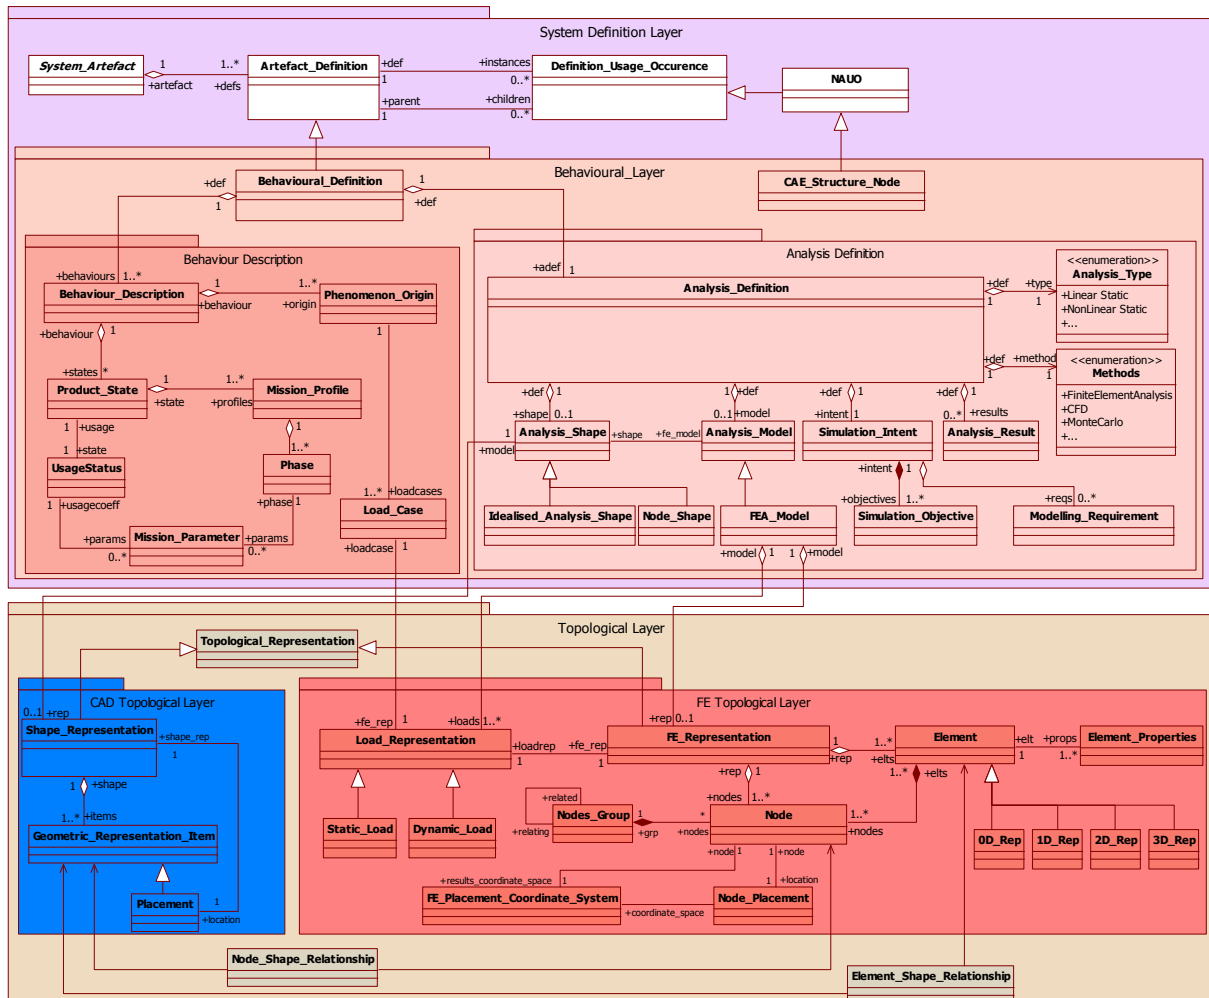 System Definition Layer
System_Artefact
1
+artefact
1..*
+defs
Artefact_Definition
+def
1
+instances
0..*
+parent
1
+children
0..*
Definition_Usage_Occurence
NAUO
Behavioural_Layer
Behavioural_Definition
+def
1
1
+def
CAE_Structure_Node
Behaviour Description
+behaviours
1..*
Behaviour_Description
1
+behaviour
1..*
+origin
Phenomenon_Origin
1
+behaviour
1
+states
*
Product_State
1
+state
1..*
+profiles
Mission_Profile
1
+usage
1
+state
1
1..*
UsageStatus
Phase
1
+usagecoeff
+phase
1
1..*
+loadcases
Load_Case
+params
0..*
Mission_Parameter
+params
0..*
+loadcase
1
Analysis Definition
+adef
1
Analysis_Definition
+def
1
+type
1
<<enumeration>>
Analysis_Type
+Linear Static
+NonLinear Static
+...
+def
1
+method
1
<<enumeration>>
Methods
+FiniteElementAnalysis
+CFD
+MonteCarlo
+...
+def
1
1
+def
+def
1
+def
1
+shape
0..1
0..1
+model
+intent
1
0..*
+results
1
+model
Analysis_Shape
+shape
+fe_model
Analysis_Model
Simulation_Intent
Analysis_Result
+intent
1
+objectives
1..*
+reqs
0..*
Idealised_Analysis_Shape
Node_Shape
FEA_Model
Simulation_Objective
Modelling_Requirement
+model
1
1
+model
Topological Layer
Topological_Representation
CAD Topological Layer
0..1
+rep
Shape_Representation
+shape_rep
1
1
+shape
1..*
+items
Geometric_Representation_Item
Placement
1
+location
FE Topological Layer
+fe_rep
1
+loads
1..*
+rep
0..1
Load_Representation
+loadrep
1
+fe_rep
1
FE_Representation
1
+rep
1..*
+elts
Element
+elt
1
+props
1..*
Element_Properties
1..*
+elts
+rep
1
+nodes
1..*
Static_Load
Dynamic_Load
+related
+relating
Nodes_Group
1
+grp
*
+nodes
Node
1..*
+nodes
0D_Rep
1D_Rep
2D_Rep
3D_Rep
+node
1
1
+node
+results_coordinate_space
1
1
+location
FE_Placement_Coordinate_System
+coordinate_space
Node_Placement
Node_Shape_Relationship
Element_Shape_Relationship